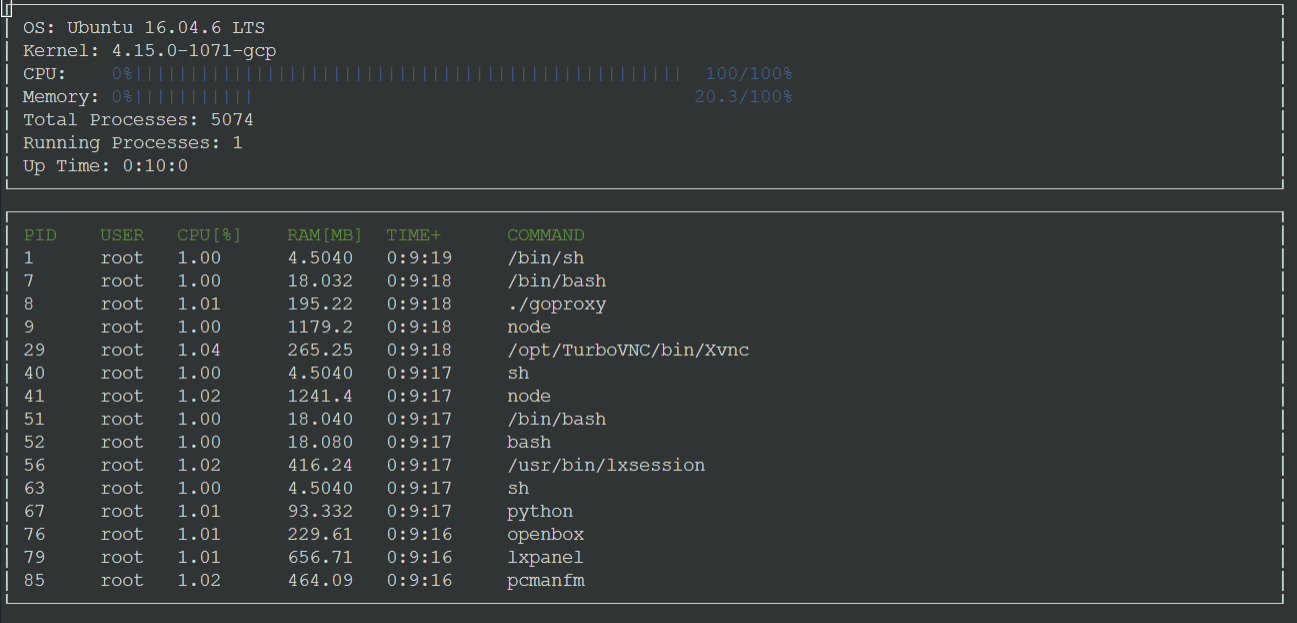 OS: Ubuntu 16.04.6 LTS
Kernel: 4.15.0-1071-gcp
CPU: 0%|||||||||||||||||||||||||||||||||||||||||||||||||| 100/100%
Memory: 0%||||||||||| 20.3/100%
Total Processes: 5074
Running Processes: 1
Up Time: 0:10:0
PID USER CPU[%] RAM[MB] TIME+ COMMAND
1 root 1.00 4.5040 0:9:19 /bin/sh
7 root 1.00 18.032 0:9:18 /bin/bash
8 root 1.01 195.22 0:9:18 ./goproxy
9 root 1.00 1179.2 0:9:18 node
29 root 1.04 265.25 0:9:18 /opt/TurboVNC/bin/Xvnc
40 root 1.00 4.5040 0:9:17 sh
41 root 1.02 1241.4 0:9:17 node
51 root 1.00 18.040 0:9:17 /bin/bash
52 root 1.00 18.080 0:9:17 bash
56 root 1.02 416.24 0:9:17 /usr/bin/lxsession
63 root 1.00 4.5040 0:9:17 sh
67 root 1.01 93.332 0:9:17 python
76 root 1.01 229.61 0:9:16 openbox
79 root 1.01 656.71 0:9:16 lxpanel
85 root 1.02 464.09 0:9:16 pcmanfm